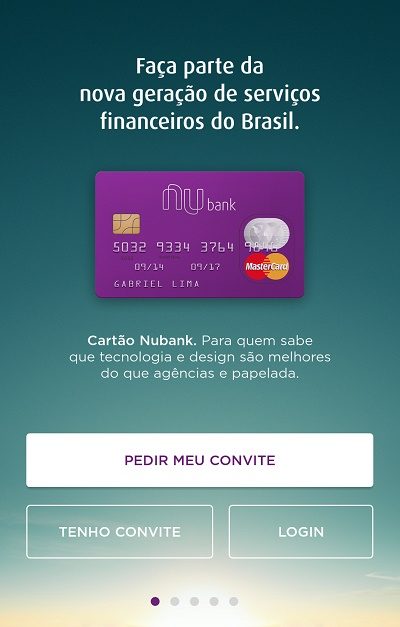 Faça parte da
nova geração de serviços
financeiros do Brasil.
nu bank
5032 9334 3764 9646
09/14 09/17
MasterCard
GABRIEL LIMA
Cartão Nubank. Para quem sabe
que tecnologia e design são melhores
do que agências e papelada.
PEDIR MEU CONVITE
TENHO CONVITE LOGIN